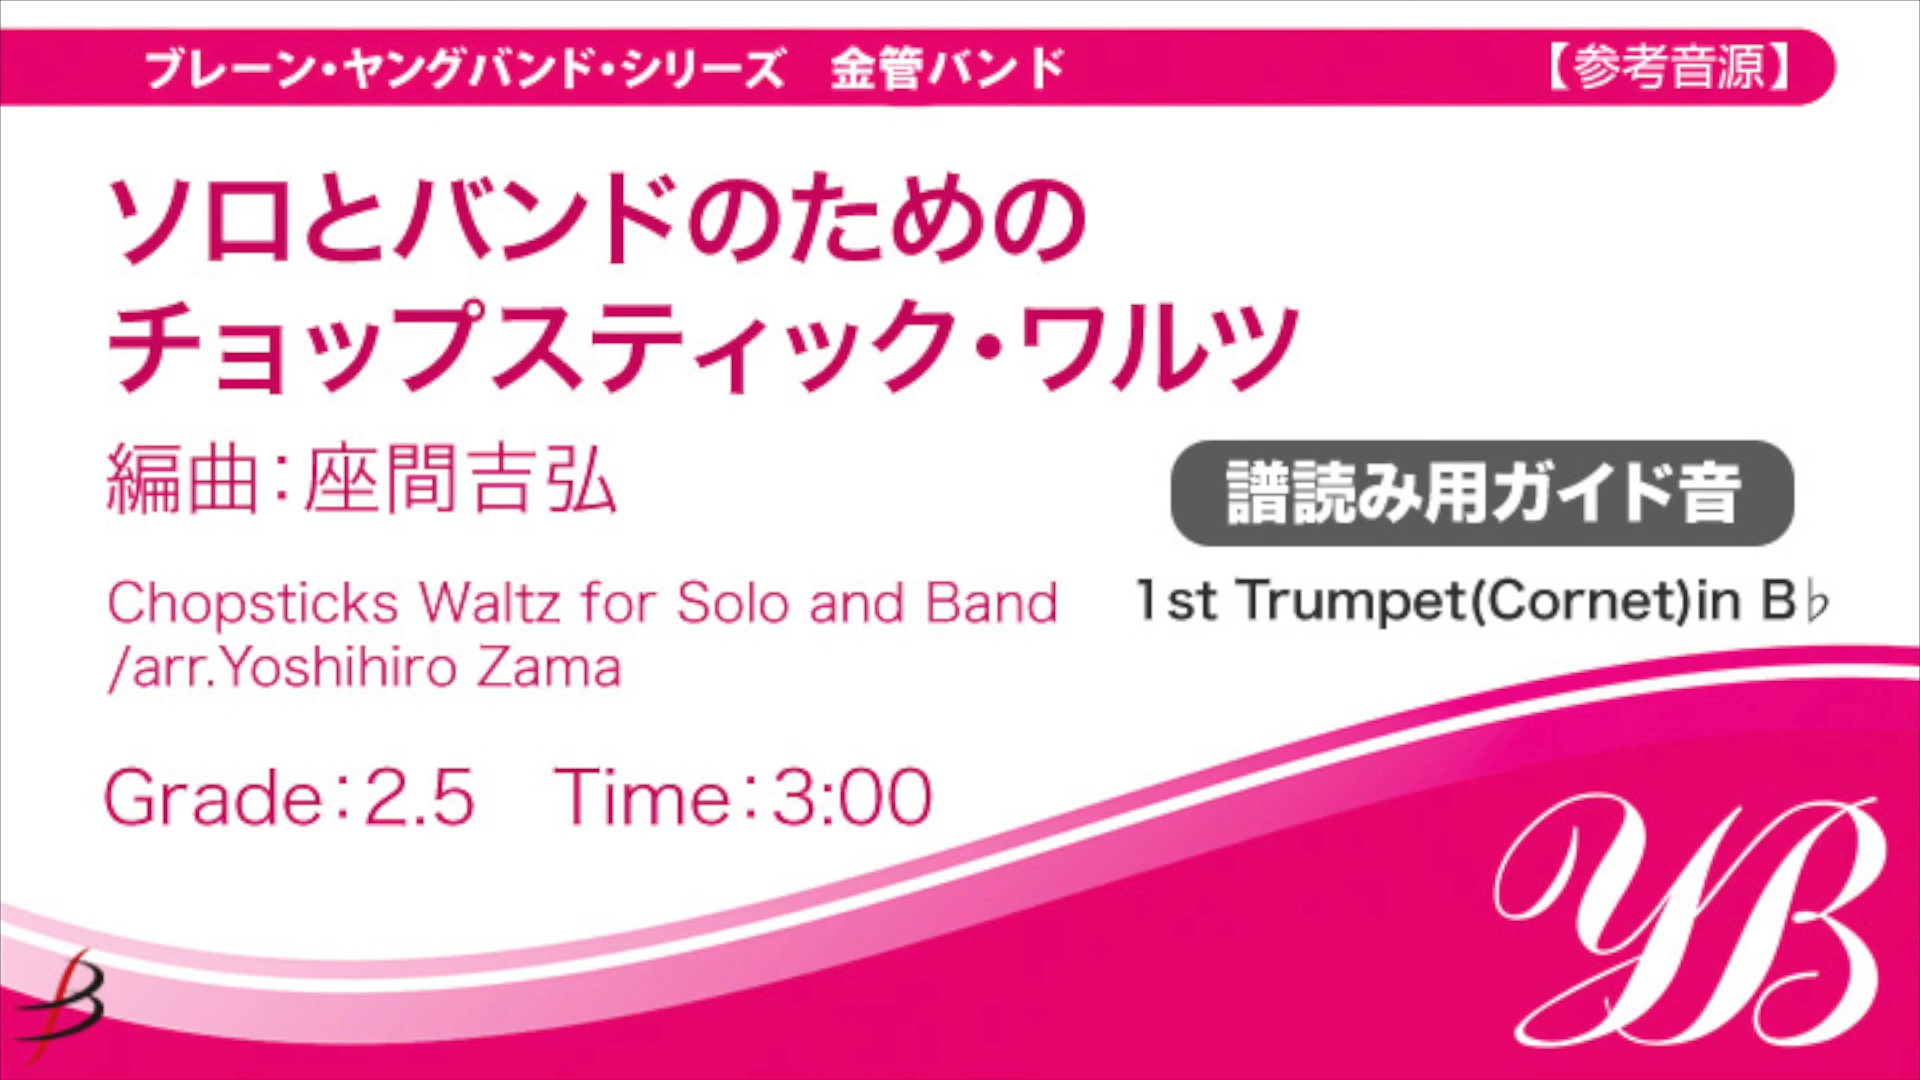 ブレーン・ヤングバンド・シリーズ　金管バンド
【参考音源】
ソロとバンドのための
チョップスティック・ワルツ
編曲：座間吉弘
譜読み用ガイド音
Chopsticks Waltz for Solo and Band
/arr.Yoshihiro Zama
1st Trumpet(Cornet)in B♭
Grade：2.5　Time：3:00
YB
B